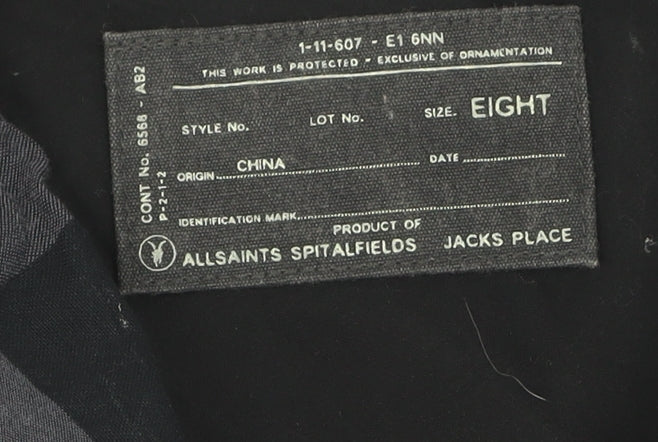 1-11-607 - E1 6NN
THIS WORK IS PROTECTED - EXCLUSIVE OF ORNAMENTATION
CONT No. 6568 - AB2
P-2-1-2
STYLE No. LOT No. SIZE. EIGHT
ORIGIN CHINA DATE
IDENTIFICATION MARK
PRODUCT OF
ALLSAINTS SPITALFIELDS JACKS PLACE